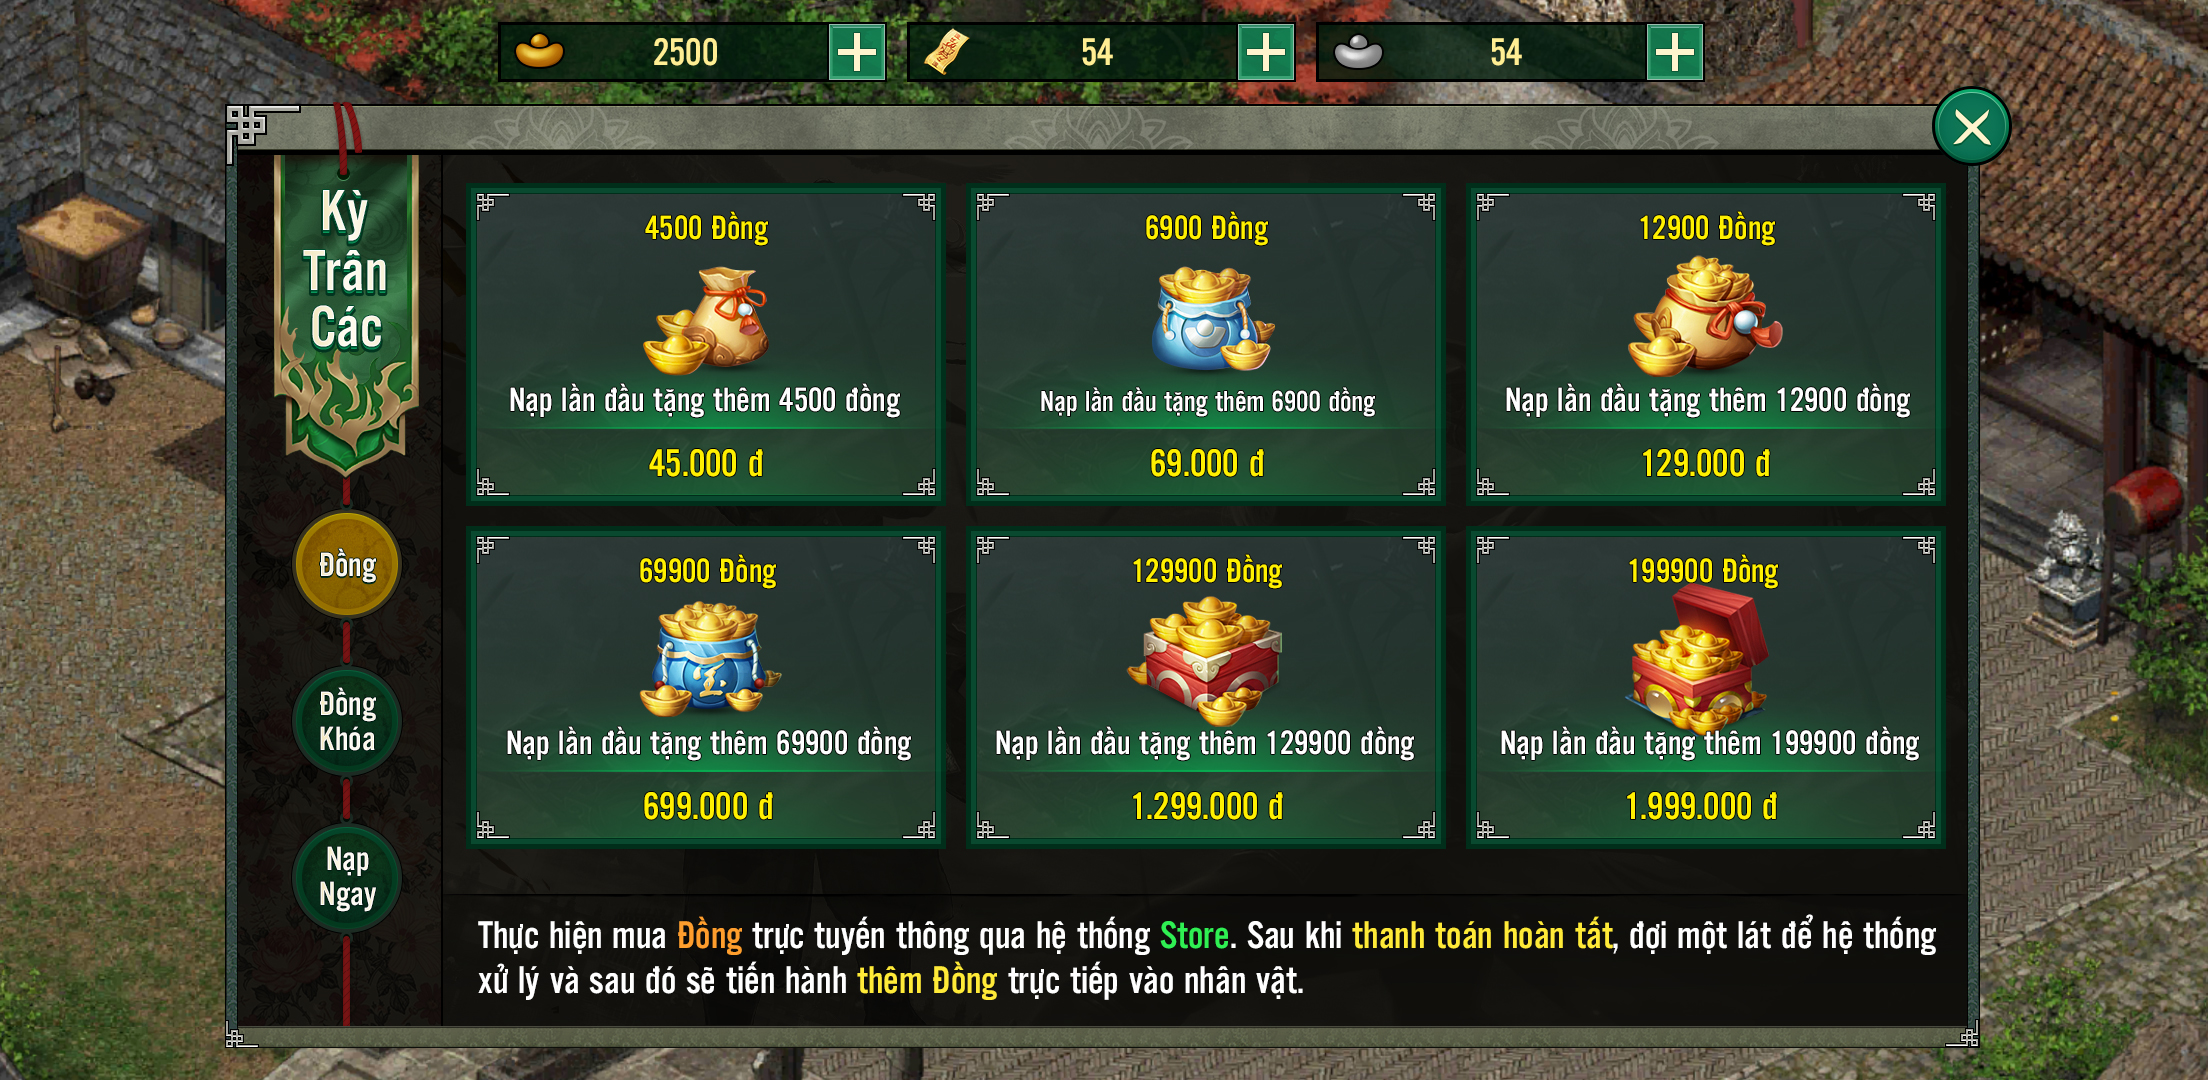 2500
54
54
Kỳ
Trân
Các
Đồng
Đồng
Khóa
Nạp
Ngay
4500 Đồng
Nạp lần đầu tặng thêm 4500 đồng
45.000 đ
6900 Đồng
Nạp lần đầu tặng thêm 6900 đồng
69.000 đ
12900 Đồng
Nạp lần đầu tặng thêm 12900 đồng
129.000 đ
69900 Đồng
Nạp lần đầu tặng thêm 69900 đồng
699.000 đ
129900 Đồng
Nạp lần đầu tặng thêm 129900 đồng
1.299.000 đ
199900 Đồng
Nạp lần đầu tặng thêm 199900 đồng
1.999.000 đ
Thực hiện mua Đồng trực tuyến thông qua hệ thống Store. Sau khi thanh toán hoàn tất, đợi một lát để hệ thống
xử lý và sau đó sẽ tiến hành thêm Đồng trực tiếp vào nhân vật.